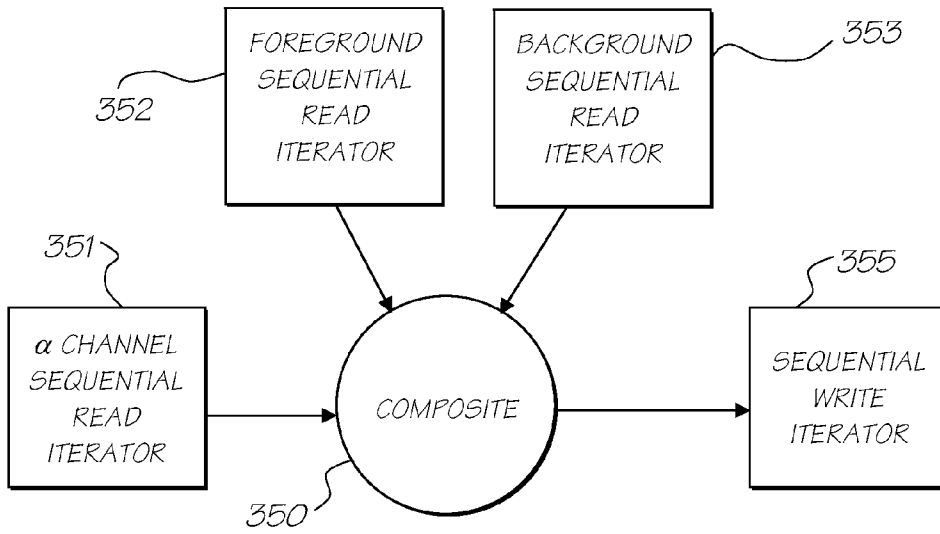 FOREGROUND
SEQUENTIAL
READ
ITERATOR
352
BACKGROUND
SEQUENTIAL
READ
ITERATOR
353
351
α CHANNEL
SEQUENTIAL
READ
ITERATOR
COMPOSITE
350
355
SEQUENTIAL
WRITE
ITERATOR